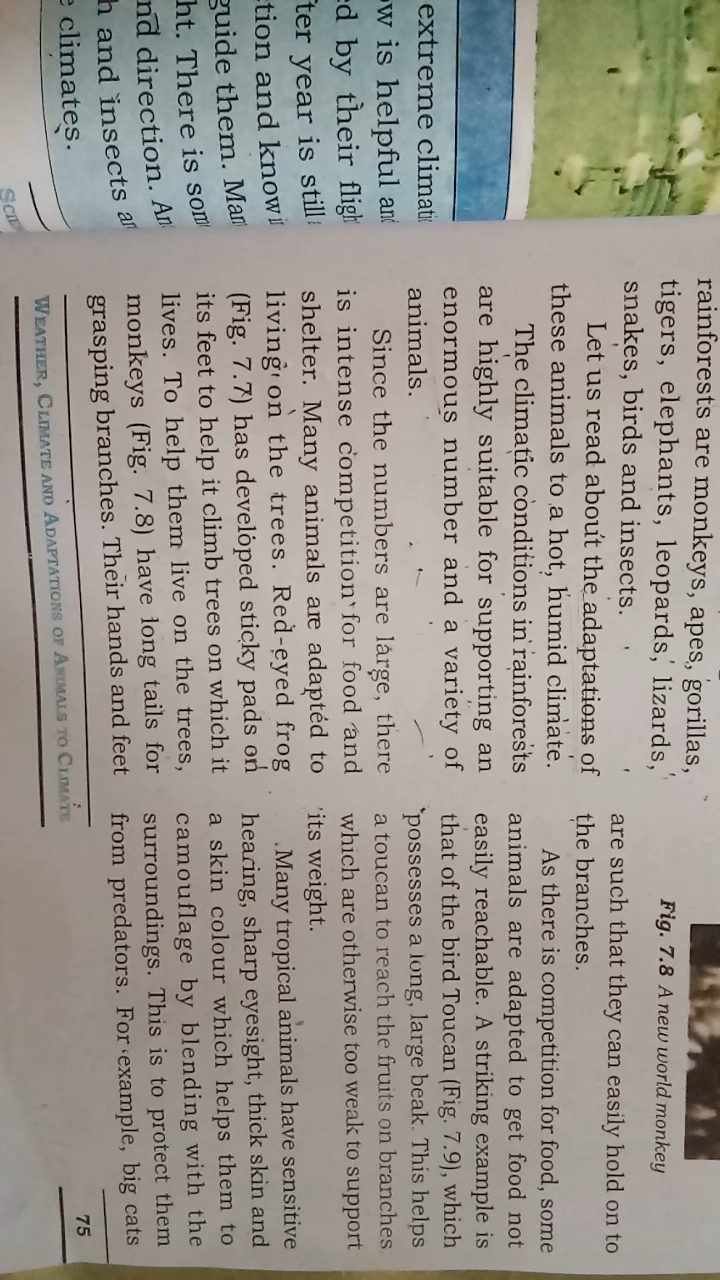 extreme climatic
is helpful and
by their
year is still
and know
guide them.
There is
direction.
and insects
climates.
rainforests are monkeys, apes, gorillas,
tigers, elephants, leopards, lizards,
snakes, birds and insects.
Let us read about the adaptations of
these animals to a hot, humid climate.
The climatic conditions in rainforests
are highly suitable for supporting an
enormous number and a variety of
animals.
Since the numbers are large, there
is intense competition for food and
shelter. Many animals are adapted to
living on the trees. Red-eyed frog
(Fig. 7.7) has developed sticky pads on
its feet to help it climb trees on which it
lives. To help them live on the trees,
monkeys (Fig. 7.8) have long tails for
grasping branches. Their hands and feet
Fig. 7.8 A new world monkey
are such that they can easily hold on to
the branches.
As there is competition for food, some
animals are adapted to get food not
easily reachable. A striking example is
that of the bird Toucan (Fig. 7.9), which
possesses a long, large beak. This helps
a toucan to reach the fruits on branches
which are otherwise too weak to support
its weight.
Many tropical animals have sensitive
hearing, sharp eyesight, thick skin and
a skin colour which helps them to
camouflage by blending with the
surroundings. This is to protect them
from predators. For example, big cats
WEATHER, CLIMATE AND ADAPTATIONS OF ANIMALS TO CLIMATE
75